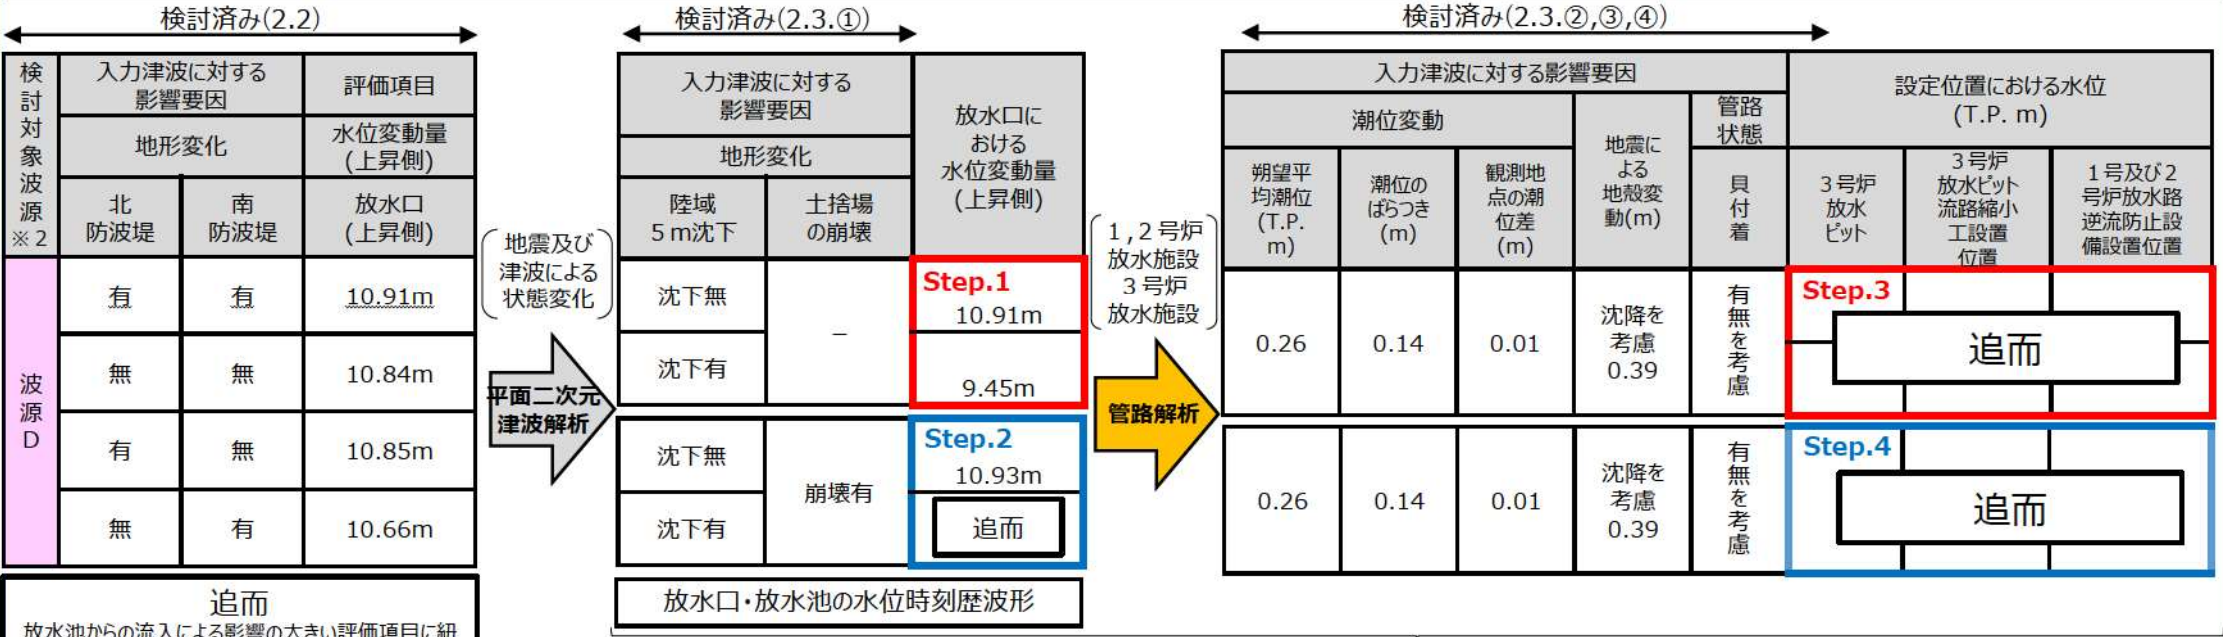 検討済み(2.2)
検討対象波源※2
入力津波に対する
影響要因
評価項目
地形変化
水位変動量
(上昇側)
北
防波堤
南
防波堤
放水口
(上昇側)
波源D
有
有
10.91m
無
無
10.84m
有
無
10.85m
無
有
10.66m
追而
放水池からの流入による影響の大きい評価項目に紐
地震及び
津波による
状態変化
平面二次元
津波解析
検討済み(2.3.①)
入力津波に対する
影響要因
放水口に
おける
水位変動量
(上昇側)
地形変化
陸域
5m沈下
土捨場
の崩壊
沈下無
－
Step.1
10.91m
沈下有
9.45m
沈下無
崩壊有
Step.2
10.93m
沈下有
追而
放水口・放水池の水位時刻歴波形
1,2号炉
放水施設
3号炉
放水施設
管路解析
検討済み(2.3.②,③,④)
入力津波に対する影響要因
設定位置における水位
(T.P. m)
潮位変動
地震に
よる
地殻変
動(m)
管路
状態
朔望平
均潮位
(T.P.
m)
潮位の
ばらつき
(m)
観測地
点の潮
位差
(m)
貝付着
3号炉
放水
ピット
3号炉
放水ピット
流路縮小
工設置
位置
1号及び2
号炉放水路
逆流防止設
備設置位置
0.26
0.14
0.01
沈降を
考慮
0.39
有無を考慮
Step.3
追而
0.26
0.14
0.01
沈降を
考慮
0.39
有無を考慮
Step.4
追而